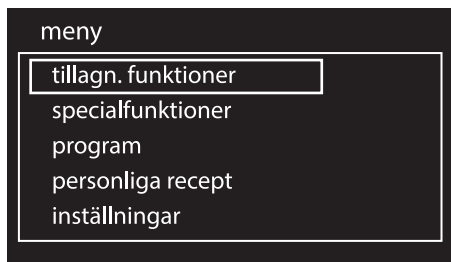 meny
tillagn. funktioner
specialfunktioner
program
personliga recept
inställningar